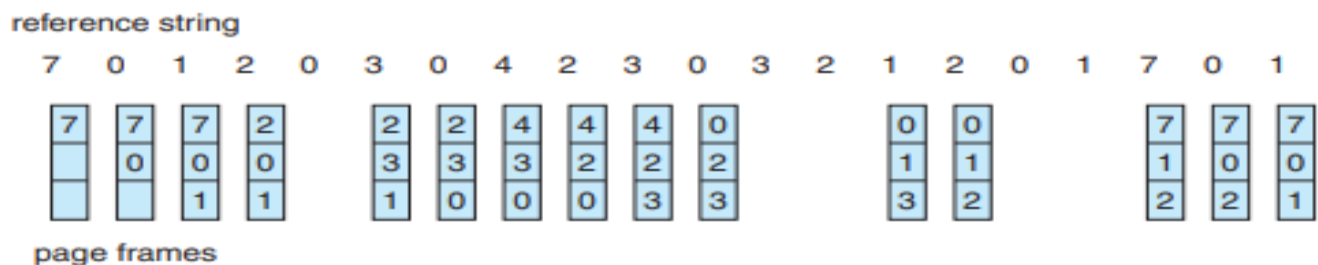 reference string
7 0 1 2 0 3 0 4 2 3 0 3 2 1 2 0 1 7 0 1
7 7 7 2 2 2 4 4 4 0 0 0 7 7 7
0 0 0 3 3 3 2 2 2 1 1 1 0 0
1 1 1 0 0 0 3 3 3 2 2 2 1
page frames